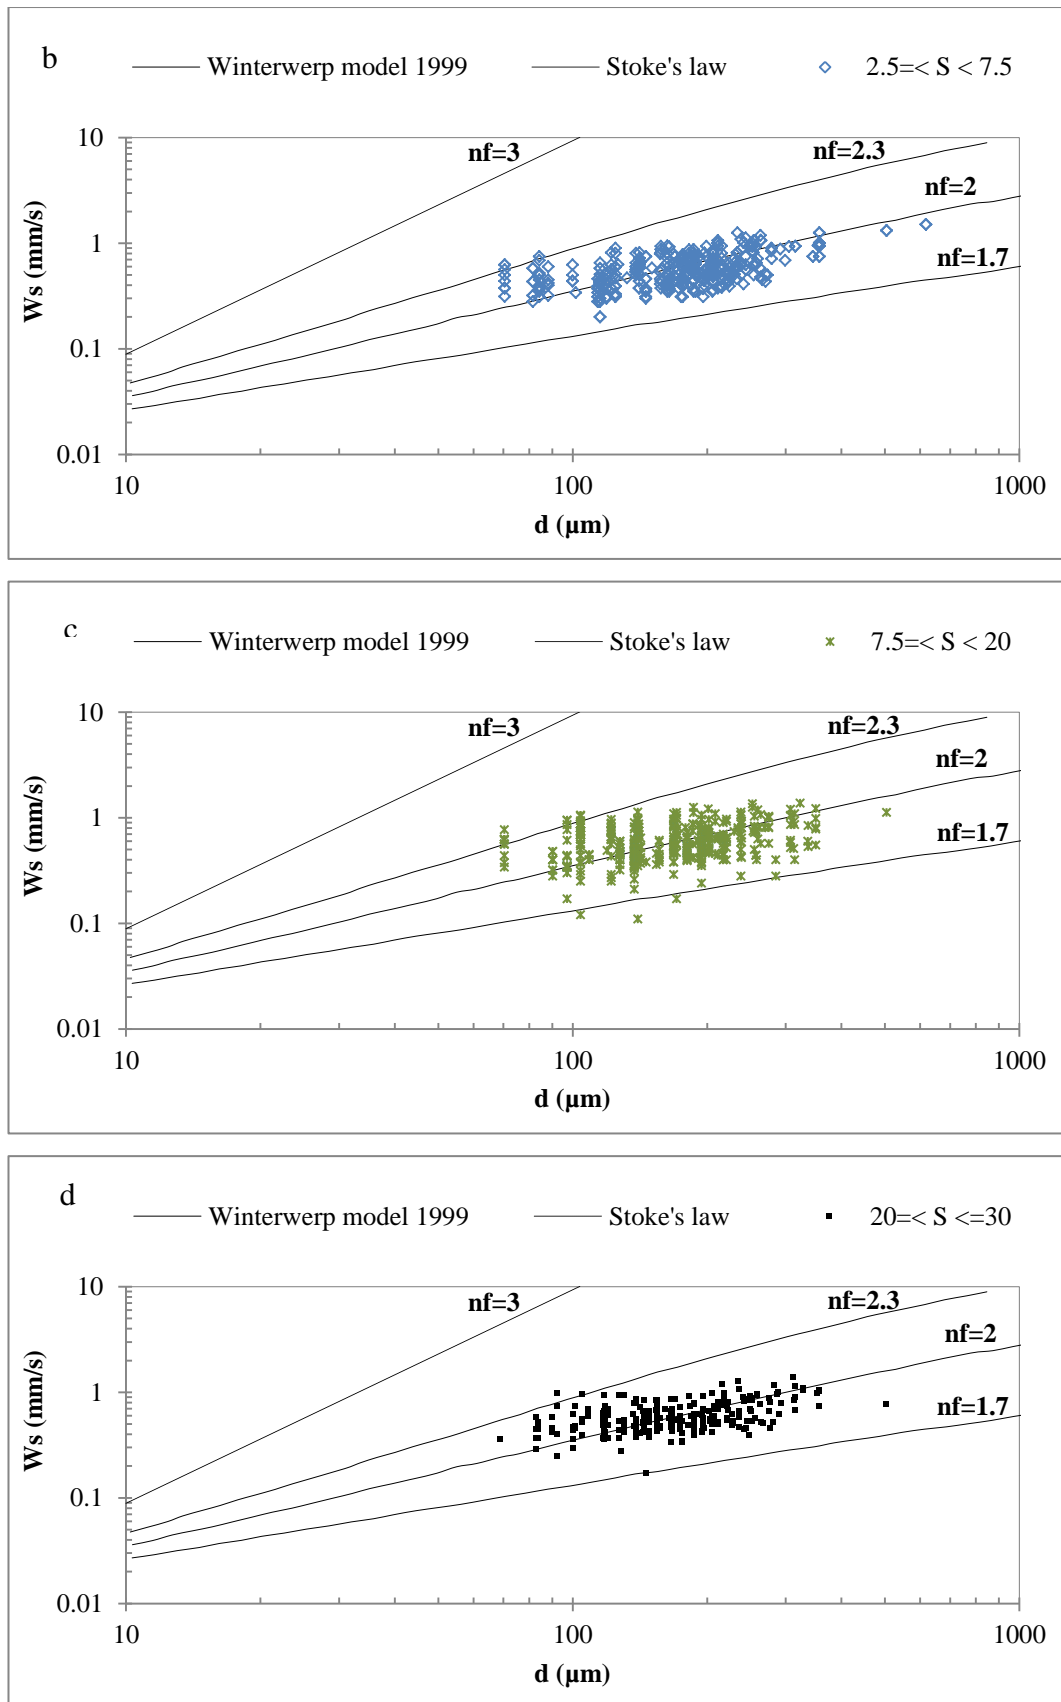 b
Winterwerp model 1999 Stoke's law 2.5=< S < 7.5
10
nf=3
nf=2.3
nf=2
1
nf=1.7
Ws (mm/s)
0.1
0.01
10 100 1000
d (µm)
c
Winterwerp model 1999 Stoke's law 7.5=< S < 20
10
nf=3
nf=2.3
nf=2
1
nf=1.7
Ws (mm/s)
0.1
0.01
10 100 1000
d (µm)
d
Winterwerp model 1999 Stoke's law 20=< S <=30
10
nf=3
nf=2.3
nf=2
1
nf=1.7
Ws (mm/s)
0.1
0.01
10 100 1000
d (µm)